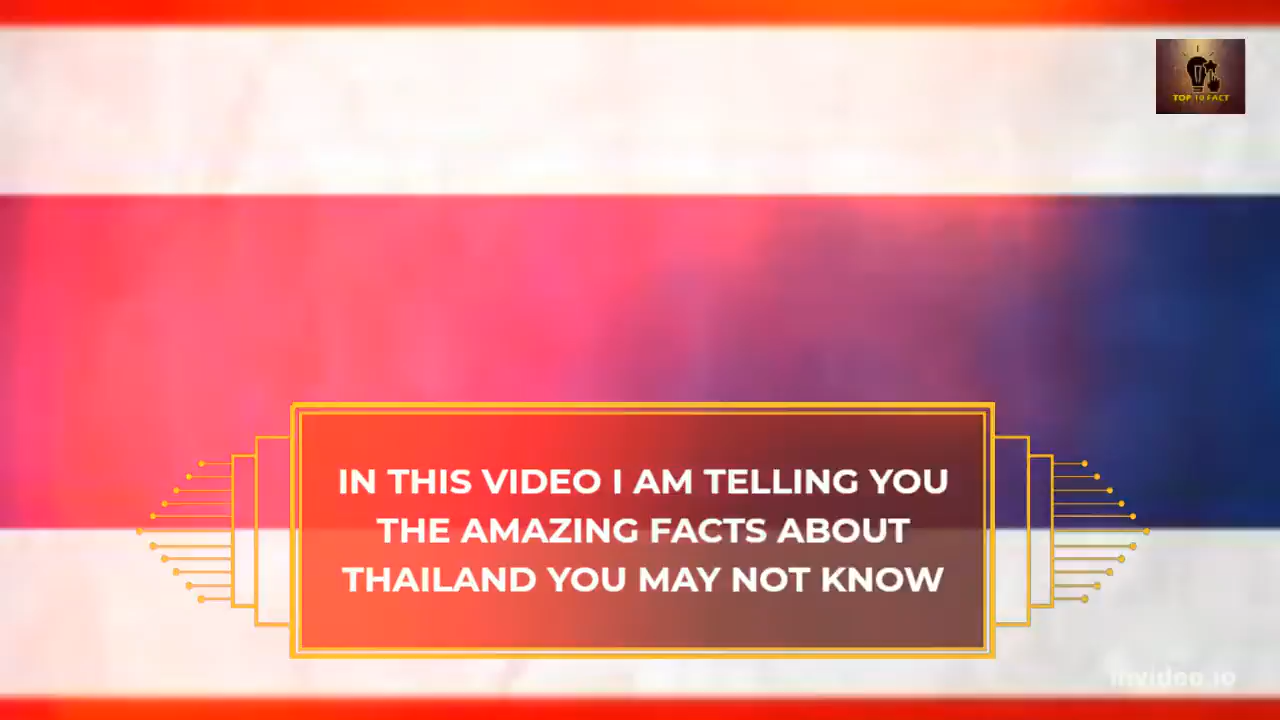 TOP 10 FACT
IN THIS VIDEO I AM TELLING YOU
THE AMAZING FACTS ABOUT
THAILAND YOU MAY NOT KNOW
invideo.io